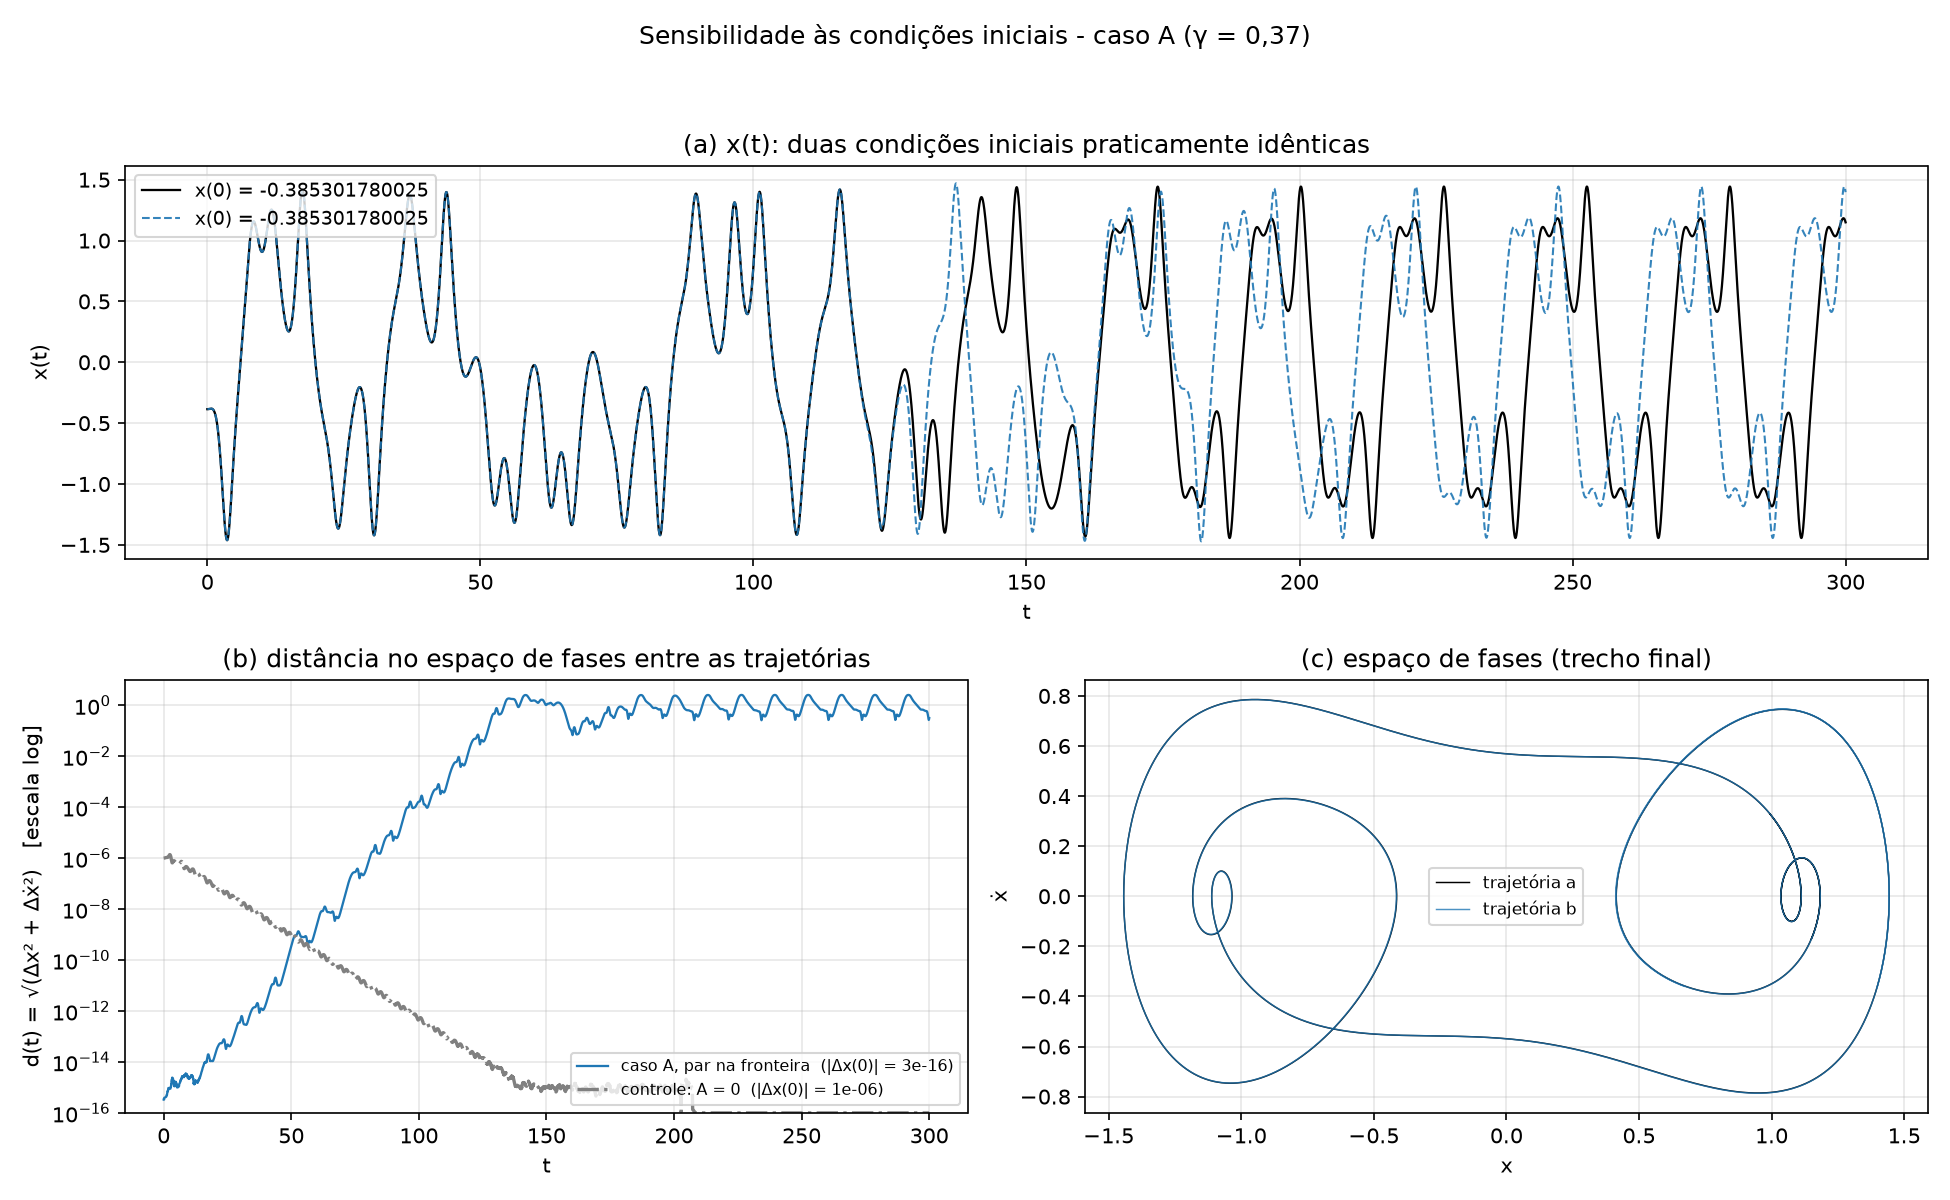 Sensibilidade às condições iniciais - caso A (γ = 0,37)
(a) x(t): duas condições iniciais praticamente idênticas
x(0) = -0.385301780025
x(0) = -0.385301780025
1.5
1.0
0.5
0.0
−0.5
−1.0
−1.5
x(t)
0 50 100 150 200 250 300
t
(b) distância no espaço de fases entre as trajetórias
10⁰
10⁻²
10⁻⁴
10⁻⁶
10⁻⁸
10⁻¹⁰
10⁻¹²
10⁻¹⁴
10⁻¹⁶
d(t) = √(Δx² + Δẋ²) [escala log]
caso A, par na fronteira (|Δx(0)| = 3e-16)
controle: A = 0 (|Δx(0)| = 1e-06)
0 50 100 150 200 250 300
t
(c) espaço de fases (trecho final)
0.8
0.6
0.4
0.2
0.0
−0.2
−0.4
−0.6
−0.8
ẋ
trajetória a
trajetória b
−1.5 −1.0 −0.5 0.0 0.5 1.0 1.5
x